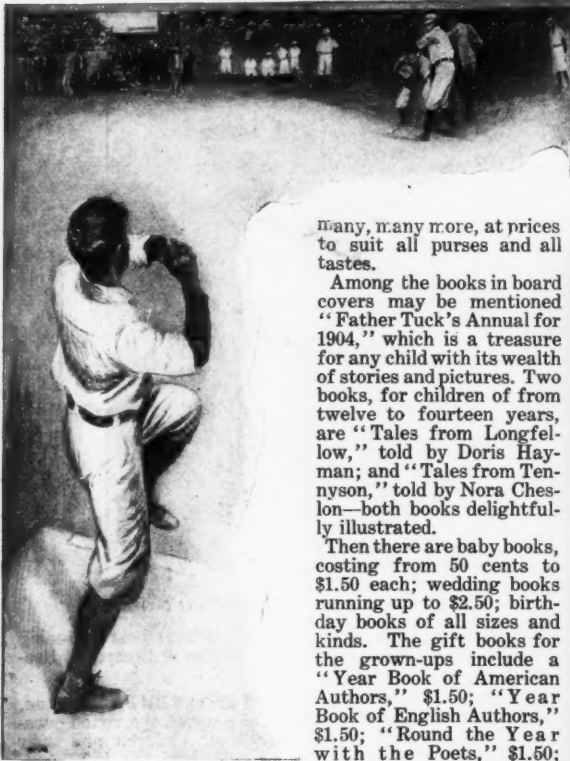 many, many more, at prices
to suit all purses and all
tastes.
Among the books in board
covers may be mentioned
“Father Tuck's Annual for
1904,” which is a treasure
for any child with its wealth
of stories and pictures. Two
books, for children of from
twelve to fourteen years,
are “Tales from Longfel-
low,” told by Doris Hay-
man; and “Tales from Ten-
nyson,” told by Nora Ches-
lon—both books delightful-
ly illustrated.
Then there are baby books,
costing from 50 cents to
$1.50 each; wedding books
running up to $2.50; birth-
day books of all sizes and
kinds. The gift books for
the grown-ups include a
“Year Book of American
Authors,” $1.50; “Year
Book of English Authors,”
$1.50; “Round the Year
with the Poets,” $1.50;